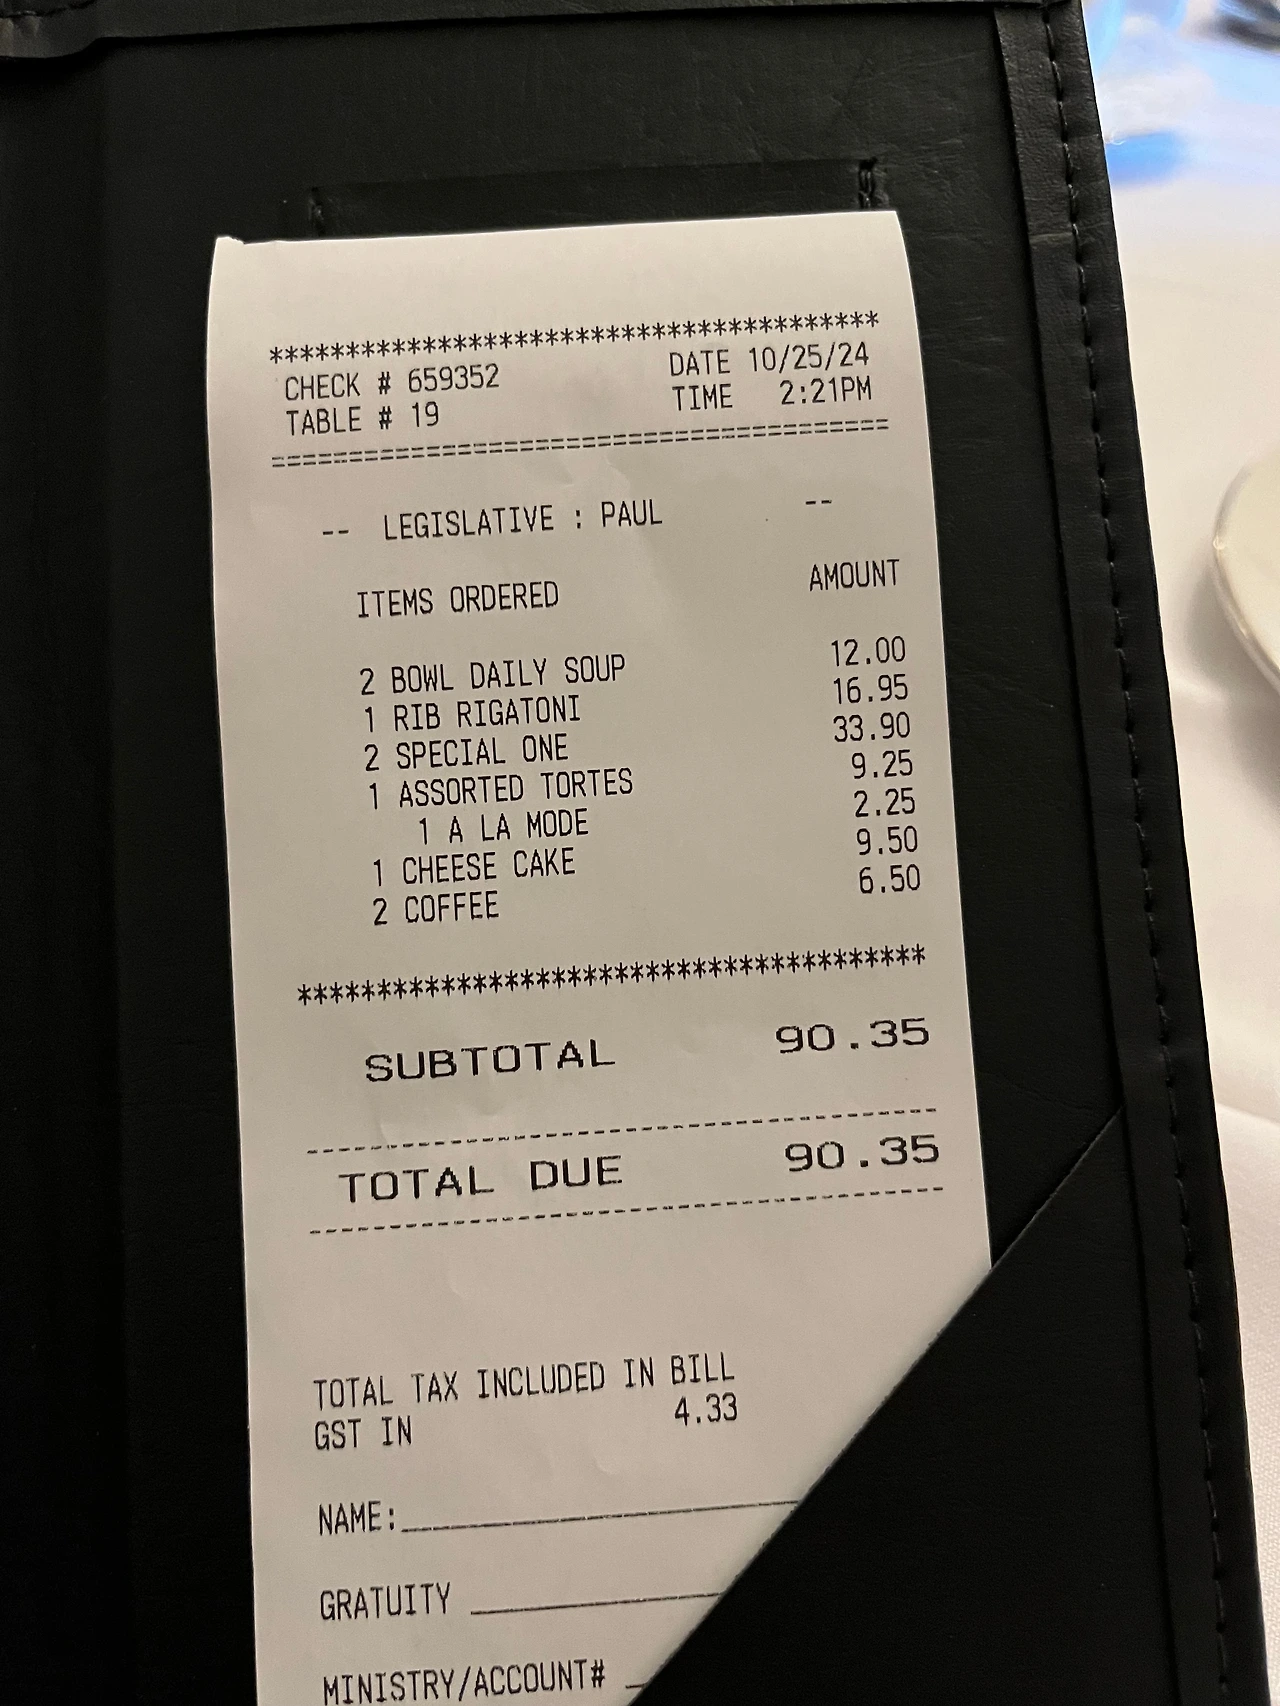 ****************************************
CHECK # 659352 DATE 10/25/24
TABLE # 19 TIME 2:21PM
========================================
-- LEGISLATIVE : PAUL --
ITEMS ORDERED AMOUNT
2 BOWL DAILY SOUP 12.00
1 RIB RIGATONI 16.95
2 SPECIAL ONE 33.90
1 ASSORTED TORTES 9.25
1 A LA MODE 2.25
1 CHEESE CAKE 9.50
2 COFFEE 6.50
****************************************
SUBTOTAL 90.35
----------------------------------------
TOTAL DUE 90.35
----------------------------------------
TOTAL TAX INCLUDED IN BILL
GST IN 4.33
NAME:____________________
GRATUITY ______________
MINISTRY/ACCOUNT# _